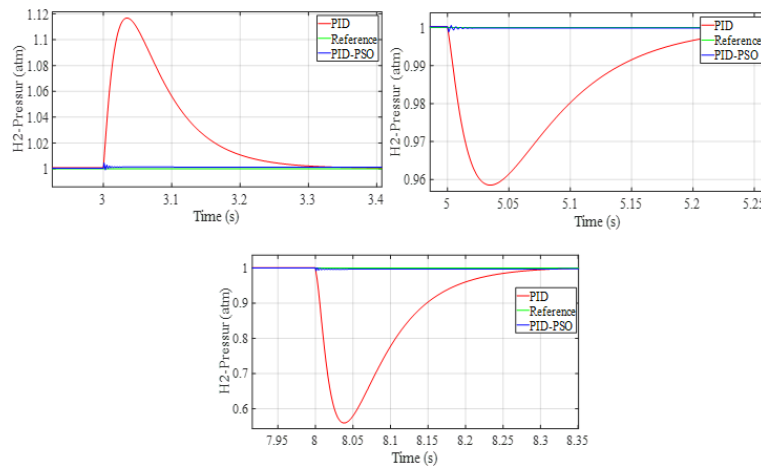 1.12
1.1
1.08
1.06
1.04
1.02
1
H2-Pressur (atm)
PID
Reference
PID-PSO
3
3.1
3.2
3.3
3.4
Time (s)
1
0.99
0.98
0.97
0.96
H2-Pressur (atm)
PID
Reference
PID-PSO
5
5.05
5.1
5.15
5.2
5.25
Time (s)
1
0.9
0.8
0.7
0.6
H2-Pressur (atm)
PID
Reference
PID-PSO
7.95
8
8.05
8.1
8.15
8.2
8.25
8.3
8.35
Time (s)